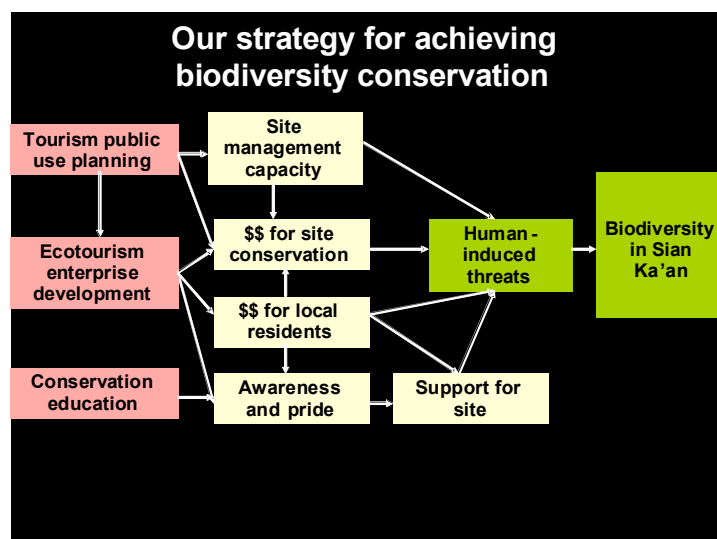 Our strategy for achieving
biodiversity conservation
Tourism public
use planning
Site
management
capacity
Ecotourism
enterprise
development
$$ for site
conservation
Human -
induced
threats
Biodiversity
in Sian
Ka’an
$$ for local
residents
Conservation
education
Awareness
and pride
Support for
site